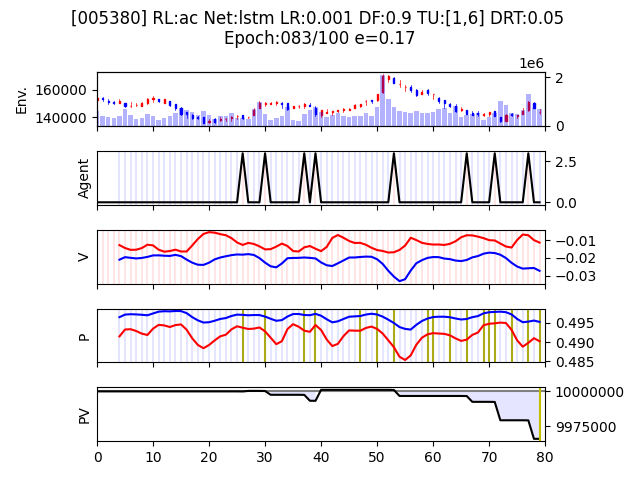 [005380] RL:ac Net:lstm LR:0.001 DF:0.9 TU:[1,6] DRT:0.05
Epoch:083/100 e=0.17
1e6
Env.
160000
140000
2
0
Agent
2.5
0.0
V
−0.01
−0.02
−0.03
P
0.495
0.490
0.485
PV
10000000
9975000
0 10 20 30 40 50 60 70 80